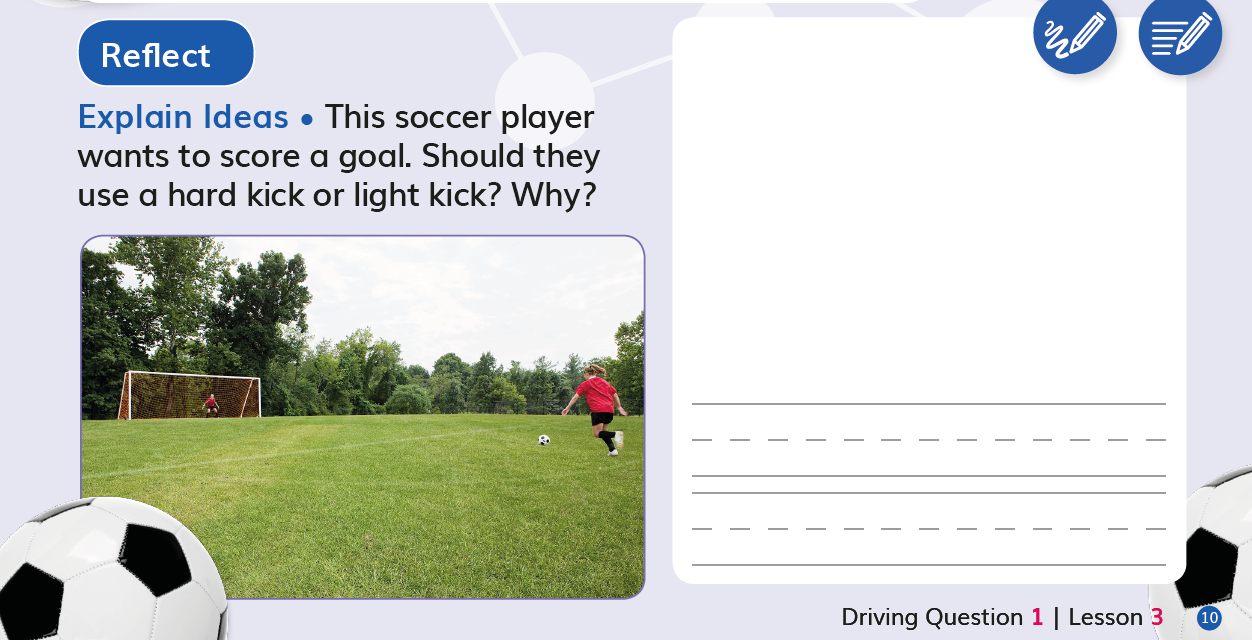 Reflect
Explain Ideas • This soccer player
wants to score a goal. Should they
use a hard kick or light kick? Why?
Driving Question 1 | Lesson 3
10